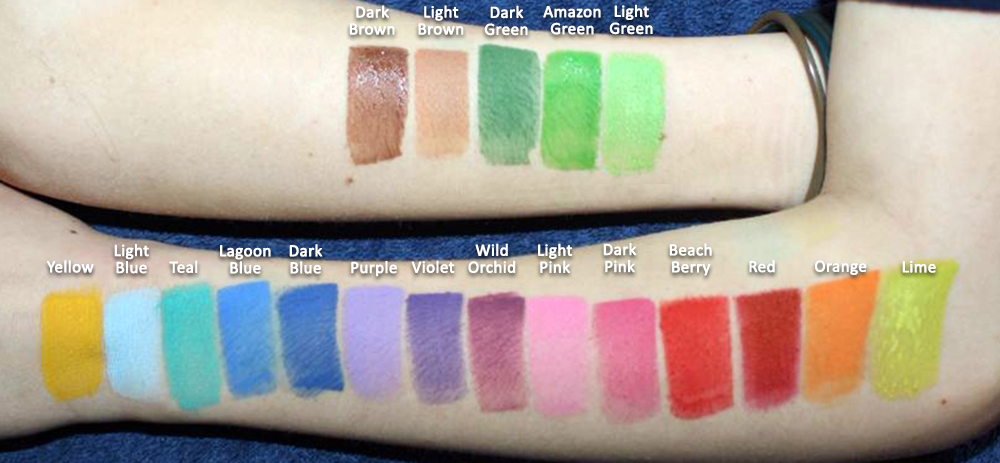 Dark Brown
Light Brown
Dark Green
Amazon Green
Light Green
Yellow
Light Blue
Teal
Lagoon Blue
Dark Blue
Purple
Violet
Wild Orchid
Light Pink
Dark Pink
Beach Berry
Red
Orange
Lime